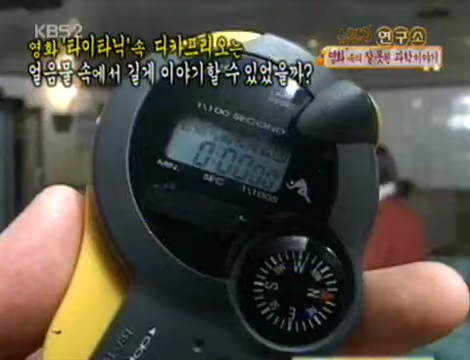 KBS2
연구소
영화 '타이타닉' 속 디카프리오는
영화 속의 잘못된 과학이야기
얼음물 속에서 길게 이야기할 수 있었을까?
1\100 SECOND
0:0000
MIN. SEC 1\100S
W
S N
E